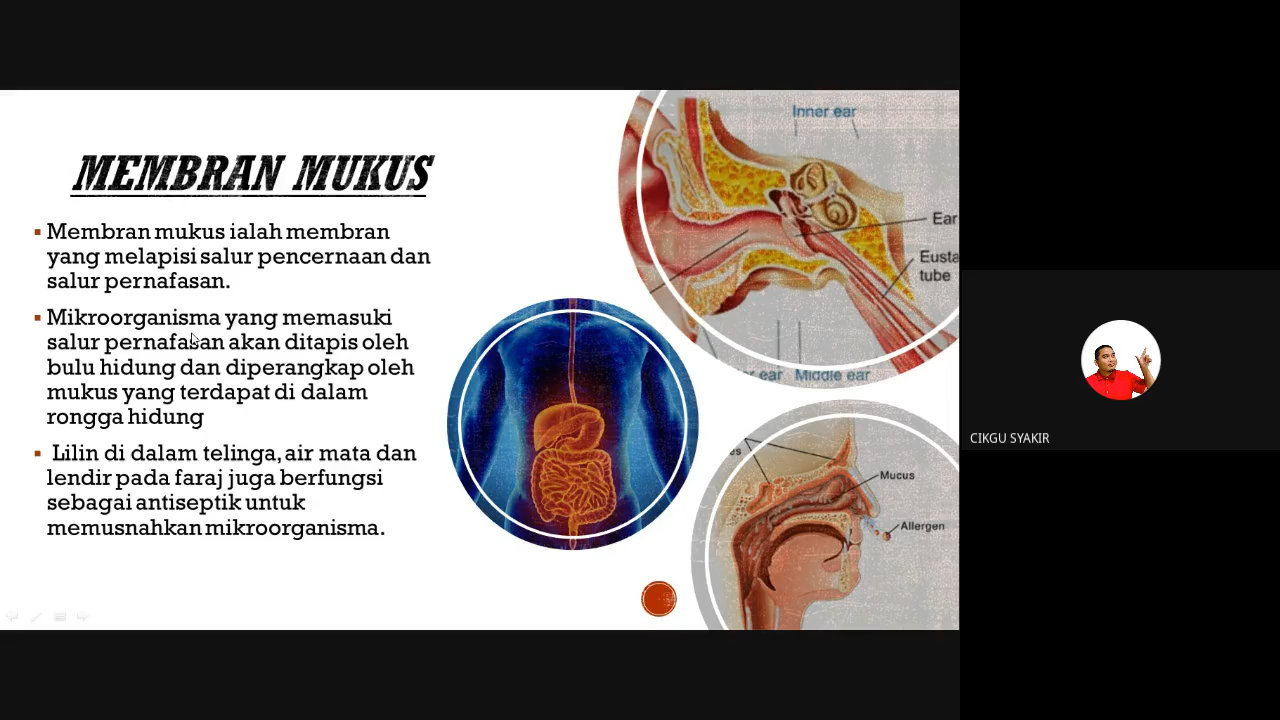 MEMBRAN MUKUS
Membran mukus ialah membran
yang melapisi salur pencernaan dan
salur pernafasan.
Mikroorganisma yang memasuki
salur pernafasan akan ditapis oleh
bulu hidung dan diperangkap oleh
mukus yang terdapat di dalam
rongga hidung
Lilin di dalam telinga, air mata dan
lendir pada faraj juga berfungsi
sebagai antiseptik untuk
memusnahkan mikroorganisma.
Inner ear
Ear
Eusta
tube
ear
Middle ear
Mucus
Allergen
CIKGU SYAKIR